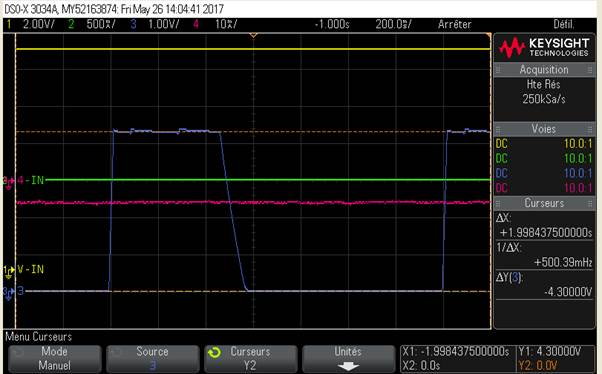 DSO-X 3034A, MY52163874: Fri May 26 14:04:41 2017
1 2.00V/ 2 500⅟/ 3 1.00V/ 4 10⅟/ -1.000s 200.0⅟/ Arrêter Défil.
KEYSIGHT
TECHNOLOGIES
Acquisition
Hte Rés
250kSa/s
Voies
DC 10.0:1
DC 10.0:1
DC 10.0:1
DC 10.0:1
Curseurs
ΔX:
+1.998437500000s
1/ΔX:
+500.39mHz
ΔY(3):
-4.30000V
4-IN
V-IN
3
Menu Curseurs
Mode
Manuel
Source
3
Curseurs
Y2
Unités
X1: -1.998437500000s
X2: 0.0s
Y1: 4.30000V
Y2: 0.0V